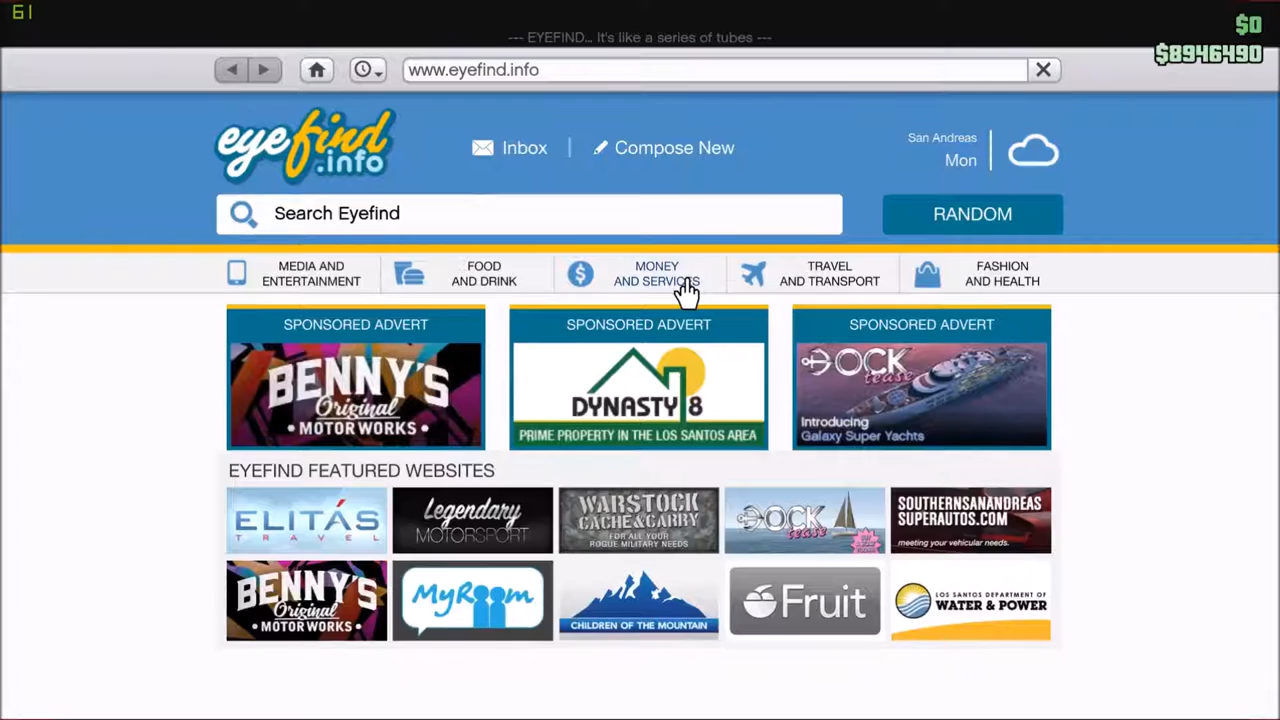 61
--- EYEFIND... It's like a series of tubes ---
$0
$8946490
www.eyefind.info
eyefind
.info
Inbox
Compose New
San Andreas
Mon
Search Eyefind
RANDOM
MEDIA AND
ENTERTAINMENT
FOOD
AND DRINK
MONEY
AND SERVICES
TRAVEL
AND TRANSPORT
FASHION
AND HEALTH
SPONSORED ADVERT
BENNY'S
Original
• MOTOR WORKS •
SPONSORED ADVERT
DYNASTY 8
PRIME PROPERTY IN THE LOS SANTOS AREA
SPONSORED ADVERT
DOCK
tease
Introducing
Galaxy Super Yachts
EYEFIND FEATURED WEBSITES
ELITÁS
TRAVEL
Legendary
MOTORSPORT
WARSTOCK
CACHE & CARRY
FOR ALL YOUR
ROGUE MILITARY NEEDS
DOCK
tease
SOUTHERNSANANDREAS
SUPERAUTOS.COM
meeting your vehicular needs.
BENNY'S
Original
• MOTOR WORKS •
MyRoom
CHILDREN OF THE MOUNTAIN
Fruit
LOS SANTOS DEPARTMENT OF
WATER & POWER